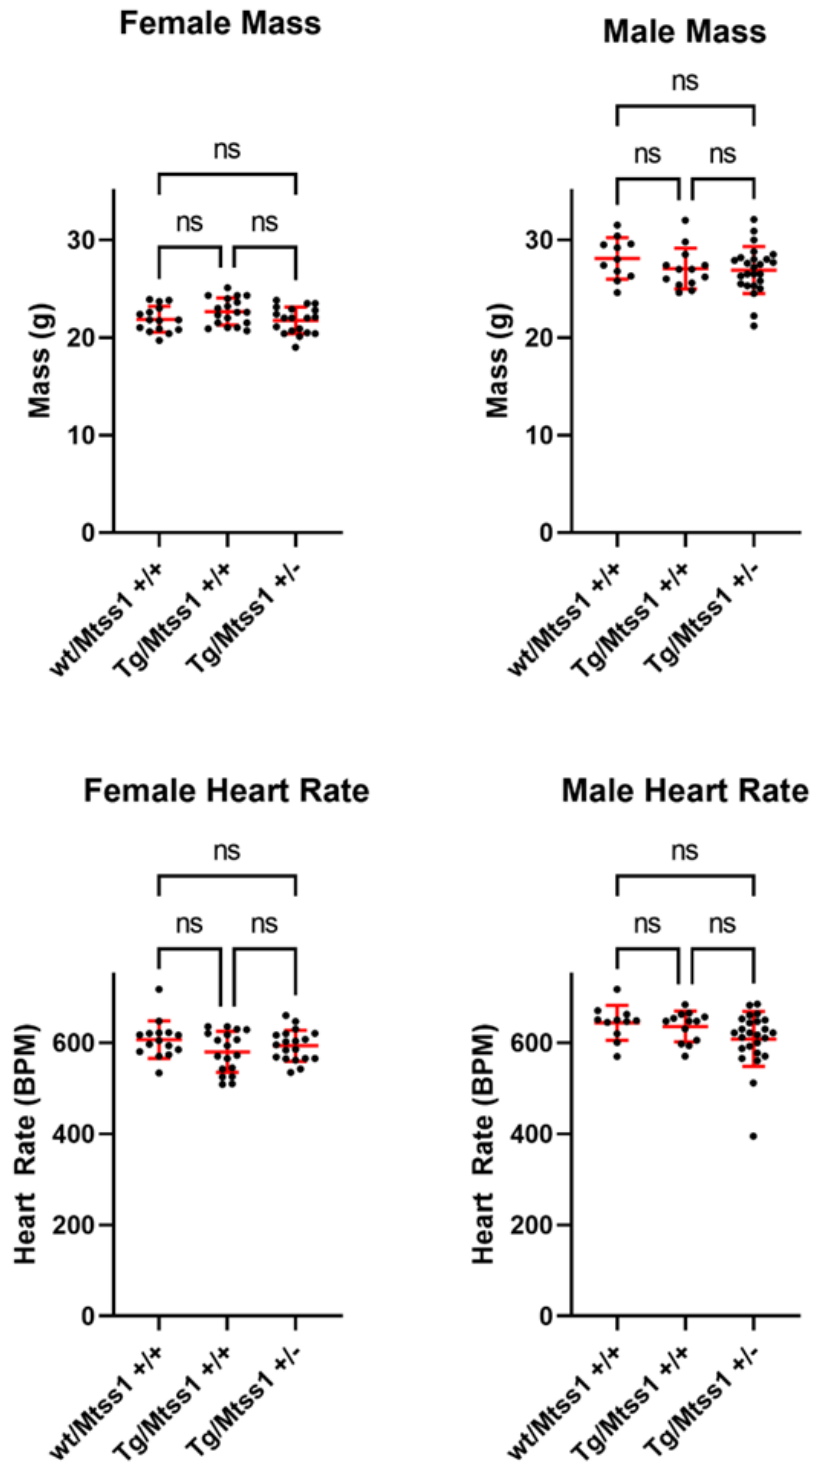 Female Mass
ns
ns ns
30
20
10
0
Mass (g)
wt/Mtss1 +/+
Tg/Mtss1 +/+
Tg/Mtss1 +/-
Male Mass
ns
ns ns
30
20
10
0
Mass (g)
wt/Mtss1 +/+
Tg/Mtss1 +/+
Tg/Mtss1 +/-
Female Heart Rate
ns
ns ns
600
400
200
0
Heart Rate (BPM)
wt/Mtss1 +/+
Tg/Mtss1 +/+
Tg/Mtss1 +/-
Male Heart Rate
ns
ns ns
600
400
200
0
Heart Rate (BPM)
wt/Mtss1 +/+
Tg/Mtss1 +/+
Tg/Mtss1 +/-